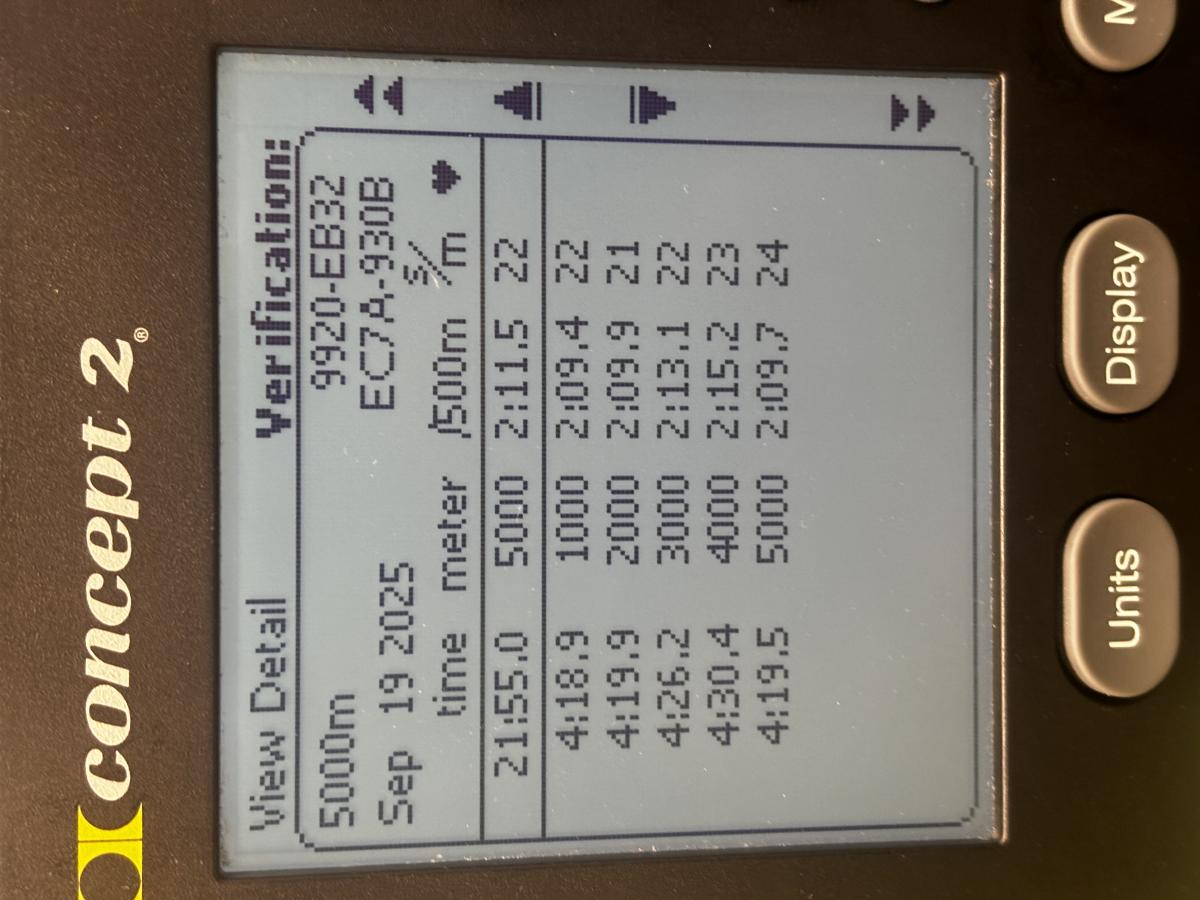 concept 2®
View Detail Verification:
5000m 9920-EB32
Sep 19 2025 EC7A-930B
time meter /500m s/m
21:55.0 5000 2:11.5 22
4:18.9 1000 2:09.4 22
4:19.9 2000 2:09.9 21
4:26.2 3000 2:13.1 22
4:30.4 4000 2:15.2 23
4:19.5 5000 2:09.7 24
Units Display